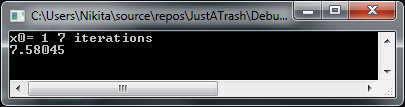 C:\Users\Nikita\source\repos\JustATrash\Debu...
x0= 1 7 iterations
7.58045